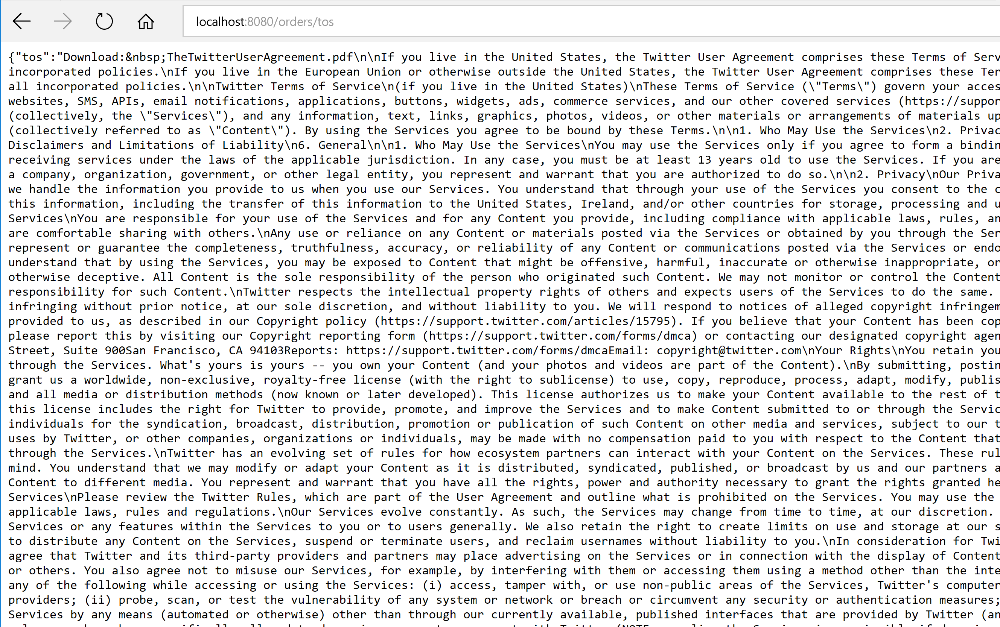 localhost:8080/orders/tos
{"tos":"Download:&nbsp;TheTwitterUserAgreement.pdf\n\nIf you live in the United States, the Twitter User Agreement comprises these Terms of Serv
incorporated policies.\nIf you live in the European Union or otherwise outside the United States, the Twitter User Agreement comprises these Ter
all incorporated policies.\n\nTwitter Terms of Service\n(if you live in the United States)\nThese Terms of Service (\"Terms\") govern your acces
websites, SMS, APIs, email notifications, applications, buttons, widgets, ads, commerce services, and our other covered services (https://suppor
(collectively, the \"Services\"), and any information, text, links, graphics, photos, videos, or other materials or arrangements of materials up
(collectively referred to as \"Content\"). By using the Services you agree to be bound by these Terms.\n\n1. Who May Use the Services\n2. Privac
Disclaimers and Limitations of Liability\n6. General\n\n1. Who May Use the Services\nYou may use the Services only if you agree to form a bindin
receiving services under the laws of the applicable jurisdiction. In any case, you must be at least 13 years old to use the Services. If you are
a company, organization, government, or other legal entity, you represent and warrant that you are authorized to do so.\n\n2. Privacy\nOur Priva
we handle the information you provide to us when you use our Services. You understand that through your use of the Services you consent to the c
this information, including the transfer of this information to the United States, Ireland, and/or other countries for storage, processing and u
Services\nYou are responsible for your use of the Services and for any Content you provide, including compliance with applicable laws, rules, an
are comfortable sharing with others.\nAny use or reliance on any Content or materials posted via the Services or obtained by you through the Ser
represent or guarantee the completeness, truthfulness, accuracy, or reliability of any Content or communications posted via the Services or endo
understand that by using the Services, you may be exposed to Content that might be offensive, harmful, inaccurate or otherwise inappropriate, or
otherwise deceptive. All Content is the sole responsibility of the person who originated such Content. We may not monitor or control the Content
responsibility for such Content.\nTwitter respects the intellectual property rights of others and expects users of the Services to do the same.
infringing without prior notice, at our sole discretion, and without liability to you. We will respond to notices of alleged copyright infringem
provided to us, as described in our Copyright policy (https://support.twitter.com/articles/15795). If you believe that your Content has been cop
please report this by visiting our Copyright reporting form (https://support.twitter.com/forms/dmca) or contacting our designated copyright agen
Street, Suite 900San Francisco, CA 94103Reports: https://support.twitter.com/forms/dmcaEmail: copyright@twitter.com\nYour Rights\nYou retain you
through the Services. What's yours is yours -- you own your Content (and your photos and videos are part of the Content).\nBy submitting, postin
grant us a worldwide, non-exclusive, royalty-free license (with the right to sublicense) to use, copy, reproduce, process, adapt, modify, publis
and all media or distribution methods (now known or later developed). This license authorizes us to make your Content available to the rest of t
this license includes the right for Twitter to provide, promote, and improve the Services and to make Content submitted to or through the Servic
individuals for the syndication, broadcast, distribution, promotion or publication of such Content on other media and services, subject to our t
uses by Twitter, or other companies, organizations or individuals, may be made with no compensation paid to you with respect to the Content that
through the Services.\nTwitter has an evolving set of rules for how ecosystem partners can interact with your Content on the Services. These rul
mind. You understand that we may modify or adapt your Content as it is distributed, syndicated, published, or broadcast by us and our partners a
Content to different media. You represent and warrant that you have all the rights, power and authority necessary to grant the rights granted he
Services\nPlease review the Twitter Rules, which are part of the User Agreement and outline what is prohibited on the Services. You may use the
applicable laws, rules and regulations.\nOur Services evolve constantly. As such, the Services may change from time to time, at our discretion.
Services or any features within the Services to you or to users generally. We also retain the right to create limits on use and storage at our s
to distribute any Content on the Services, suspend or terminate users, and reclaim usernames without liability to you.\nIn consideration for Twi
agree that Twitter and its third-party providers and partners may place advertising on the Services or in connection with the display of Content
or others. You also agree not to misuse our Services, for example, by interfering with them or accessing them using a method other than the inte
any of the following while accessing or using the Services: (i) access, tamper with, or use non-public areas of the Services, Twitter's computer
providers; (ii) probe, scan, or test the vulnerability of any system or network or breach or circumvent any security or authentication measures;
Services by any means (automated or otherwise) other than through our currently available, published interfaces that are provided by Twitter (an